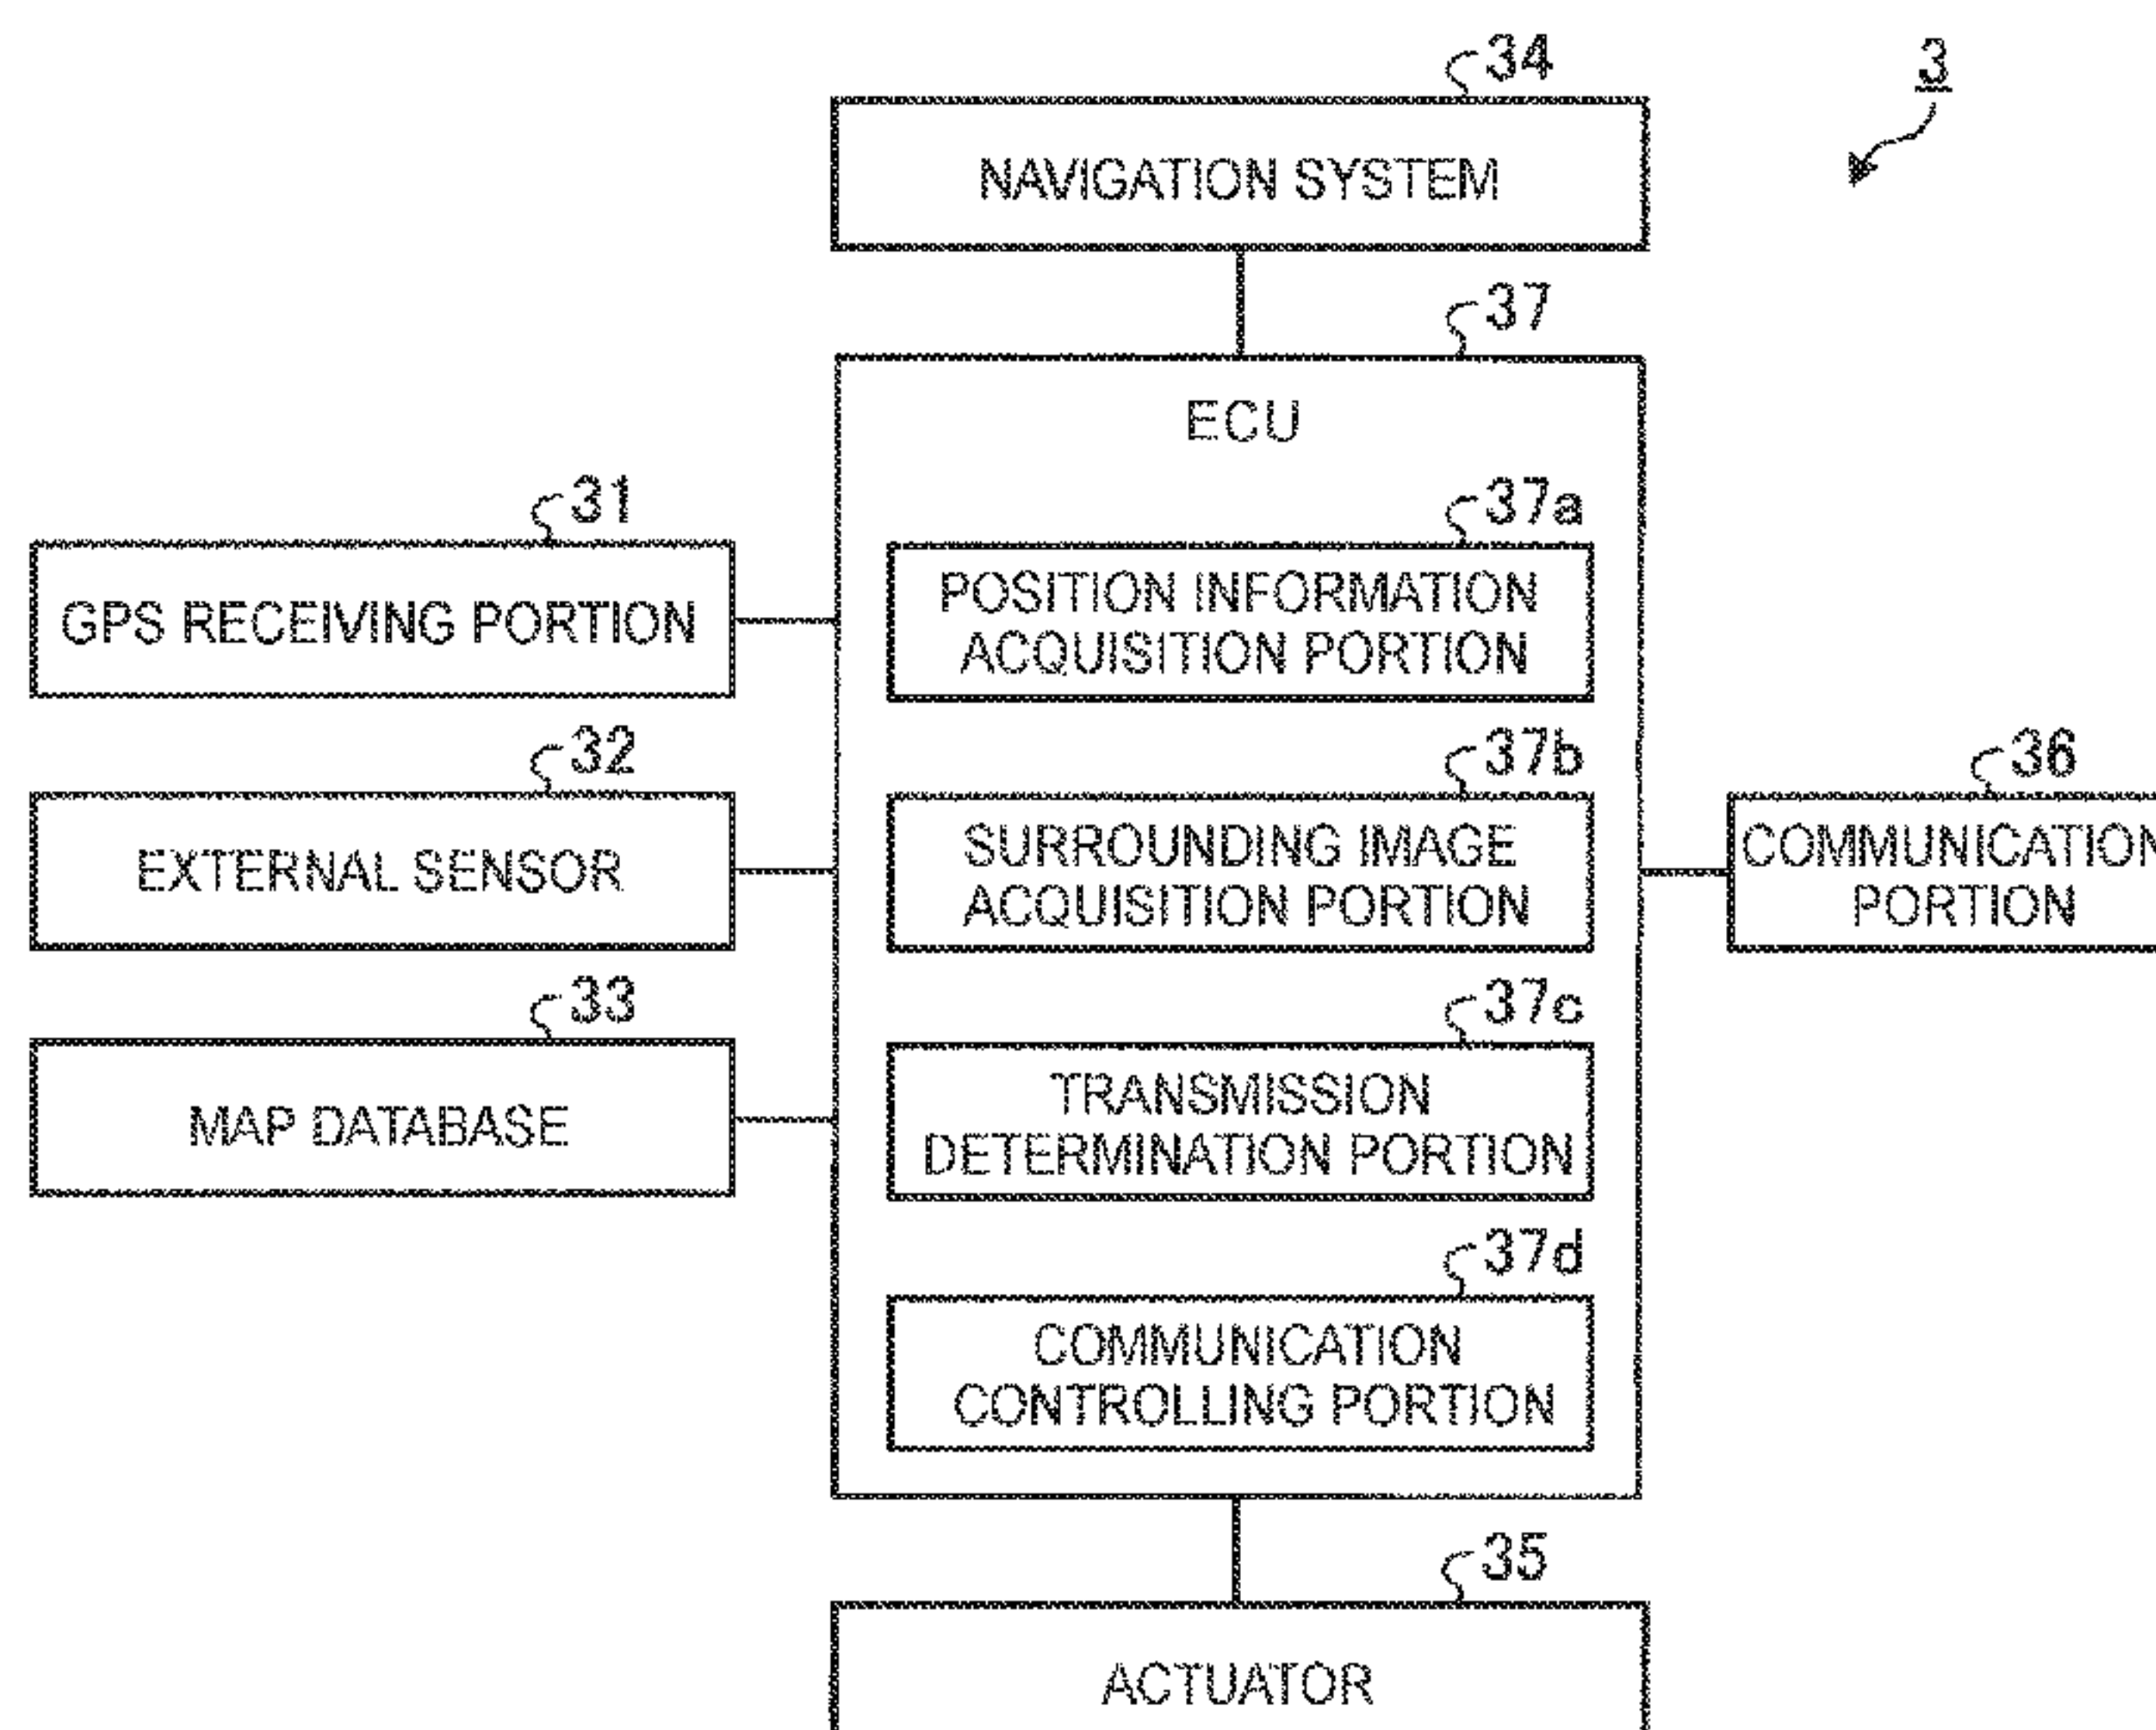 34
3
NAVIGATION SYSTEM
37
ECU
31
GPS RECEIVING PORTION
37a
POSITION INFORMATION
ACQUISITION PORTION
32
EXTERNAL SENSOR
37b
SURROUNDING IMAGE
ACQUISITION PORTION
36
COMMUNICATION
PORTION
33
MAP DATABASE
37c
TRANSMISSION
DETERMINATION PORTION
37d
COMMUNICATION
CONTROLLING PORTION
35
ACTUATOR